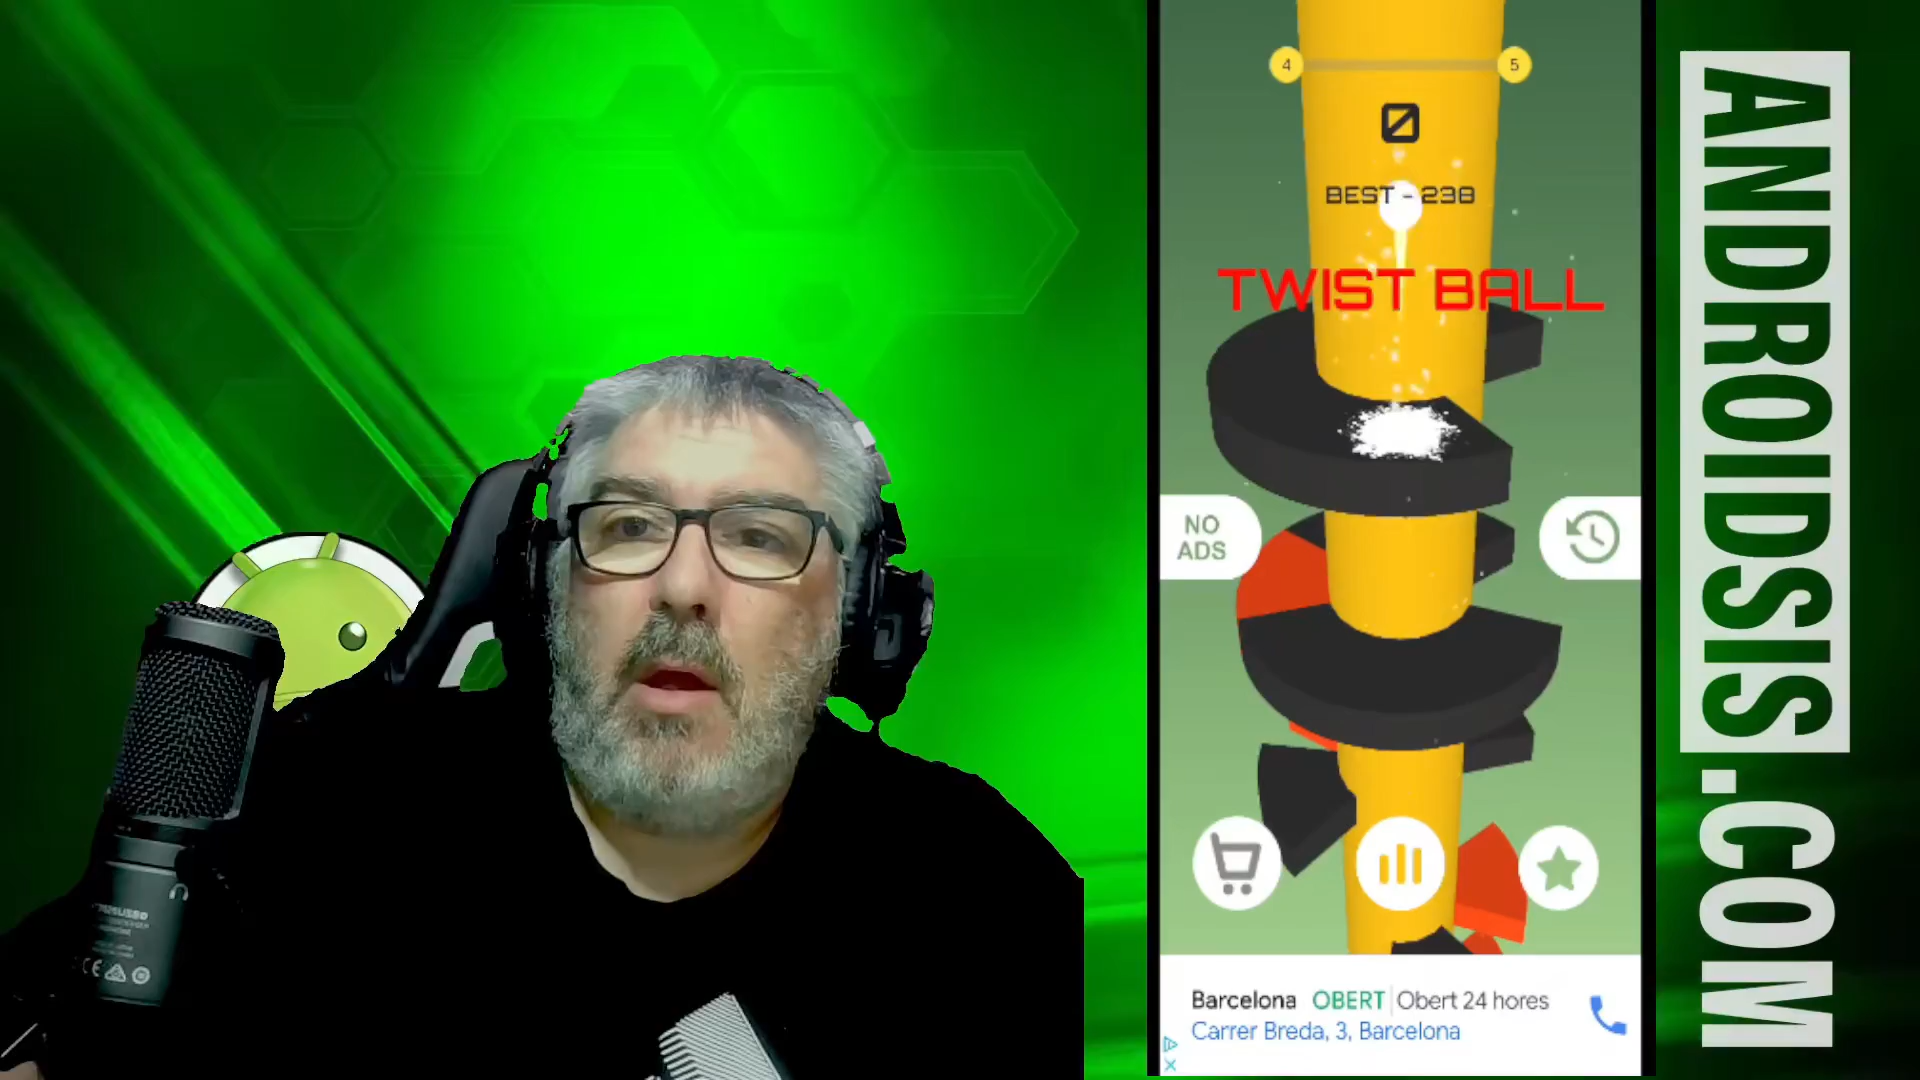 4
5
0
BEST - 238
TWIST BALL
NO
ADS
Barcelona OBERT Obert 24 hores
Carrer Breda, 3, Barcelona
ANDROIDSIS.COM